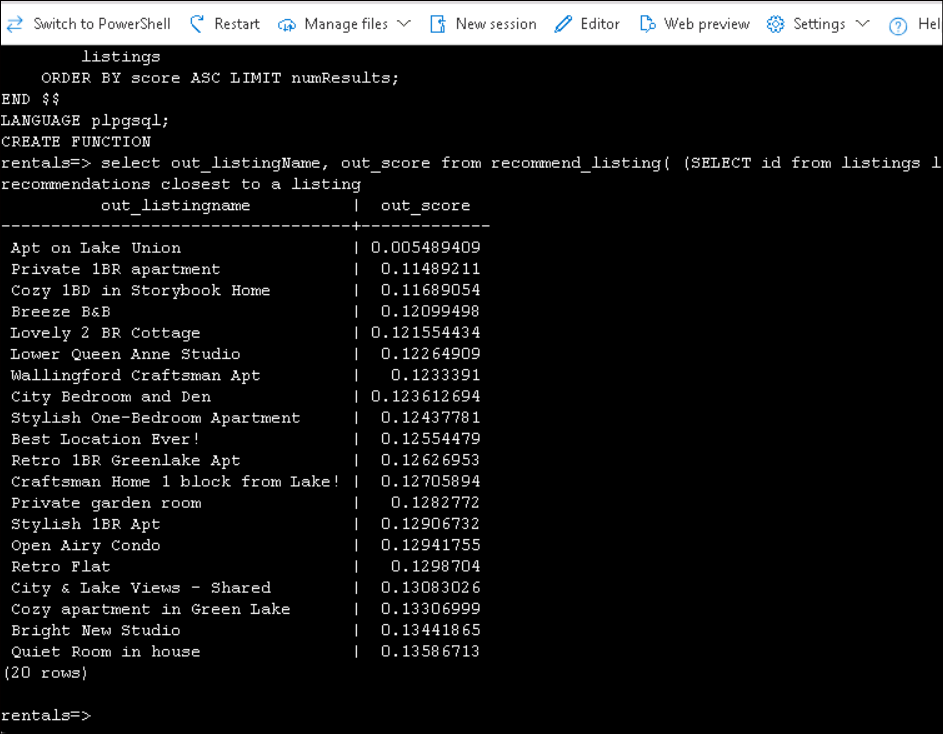 Switch to PowerShell Restart Manage files New session Editor Web preview Settings Hel
listings
ORDER BY score ASC LIMIT numResults;
END $$
LANGUAGE plpgsql;
CREATE FUNCTION
rentals=> select out_listingName, out_score from recommend_listing( (SELECT id from listings l
recommendations closest to a listing
out_listingname | out_score
----------------------------------+-------------
Apt on Lake Union | 0.005489409
Private 1BR apartment | 0.11489211
Cozy 1BD in Storybook Home | 0.11689054
Breeze B&B | 0.12099498
Lovely 2 BR Cottage | 0.121554434
Lower Queen Anne Studio | 0.12264909
Wallingford Craftsman Apt | 0.1233391
City Bedroom and Den | 0.123612694
Stylish One-Bedroom Apartment | 0.12437781
Best Location Ever! | 0.12554479
Retro 1BR Greenlake Apt | 0.12626953
Craftsman Home 1 block from Lake! | 0.12705894
Private garden room | 0.1282772
Stylish 1BR Apt | 0.12906732
Open Airy Condo | 0.12941755
Retro Flat | 0.1298704
City & Lake Views - Shared | 0.13083026
Cozy apartment in Green Lake | 0.13306999
Bright New Studio | 0.13441865
Quiet Room in house | 0.13586713
(20 rows)
rentals=>